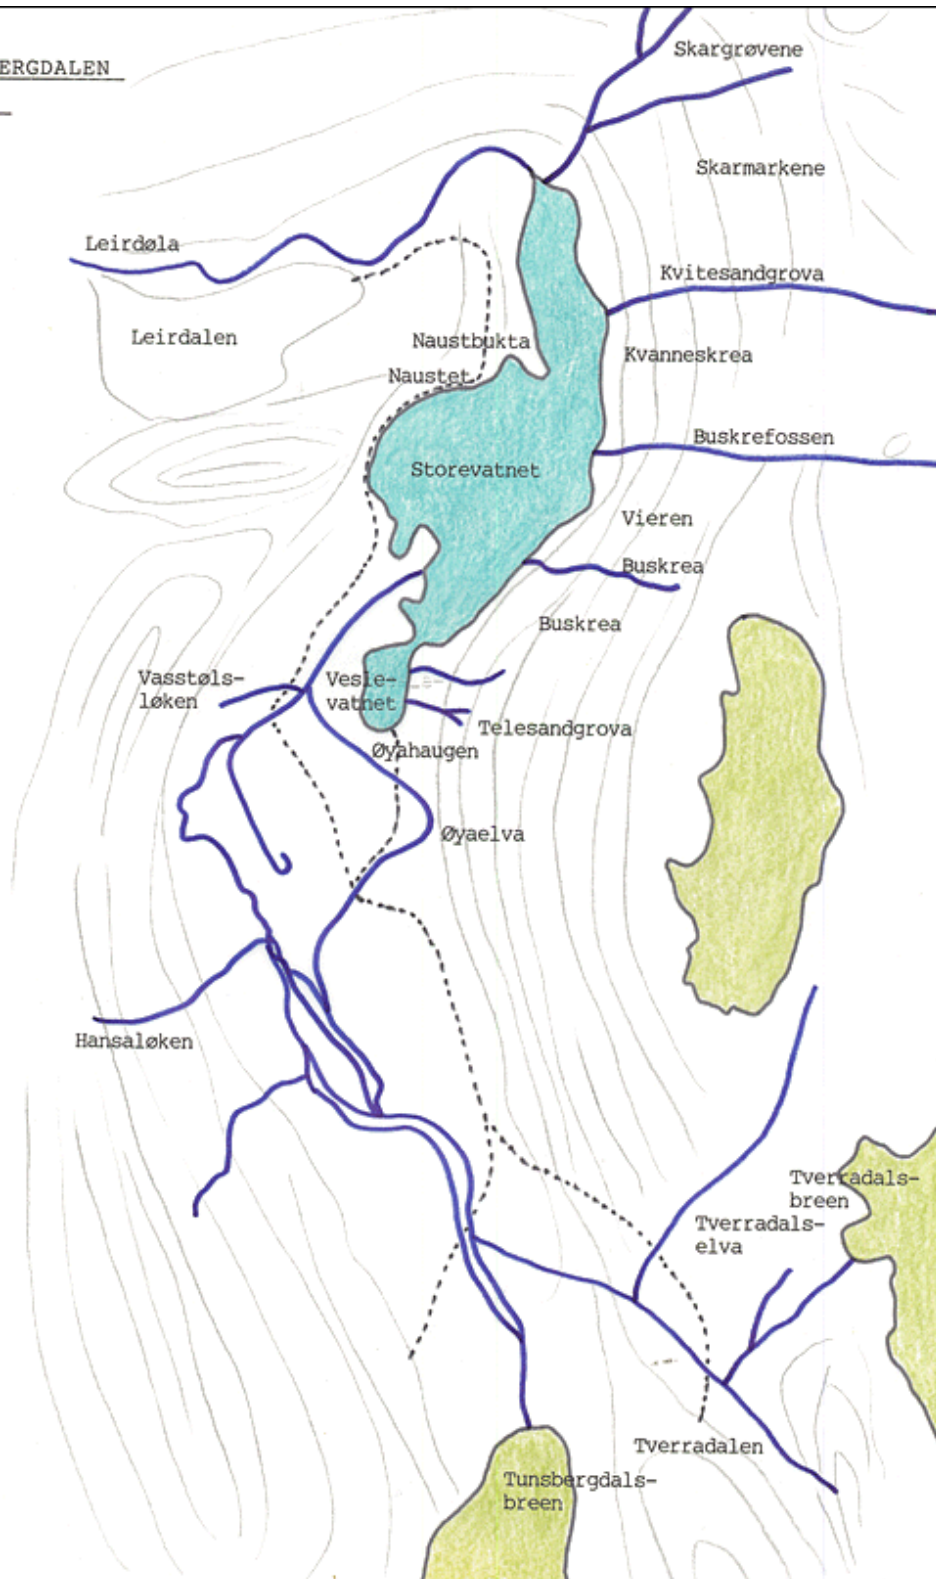 ERGDALEN
Skargrøvene
Skarmarkene
Leirdøla
Kvitesandgrova
Leirdalen
Naustbukta
Kvanneskrea
Naustet
Buskrefossen
Storevatnet
Vieren
Buskrea
Buskrea
Vasstøls-
løken
Vesle-
vatnet
Telesandgrova
Øyahaugen
Øyaelva
Hansaløken
Tverradals-
breen
Tverradals-
elva
Tverradalen
Tunsbergdals-
breen